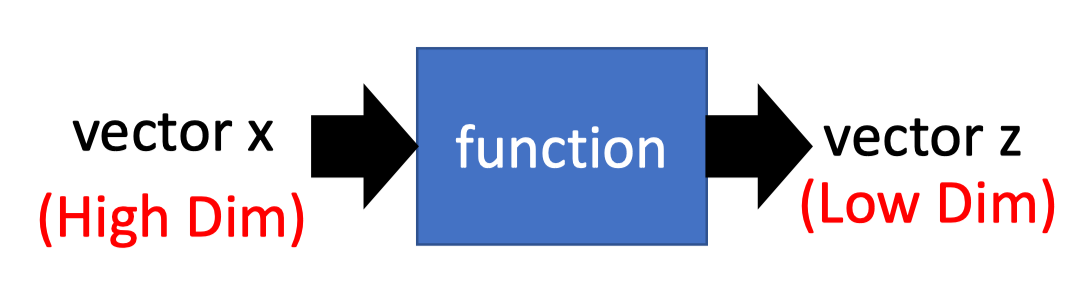 vector x
(High Dim)
function
vector z
(Low Dim)